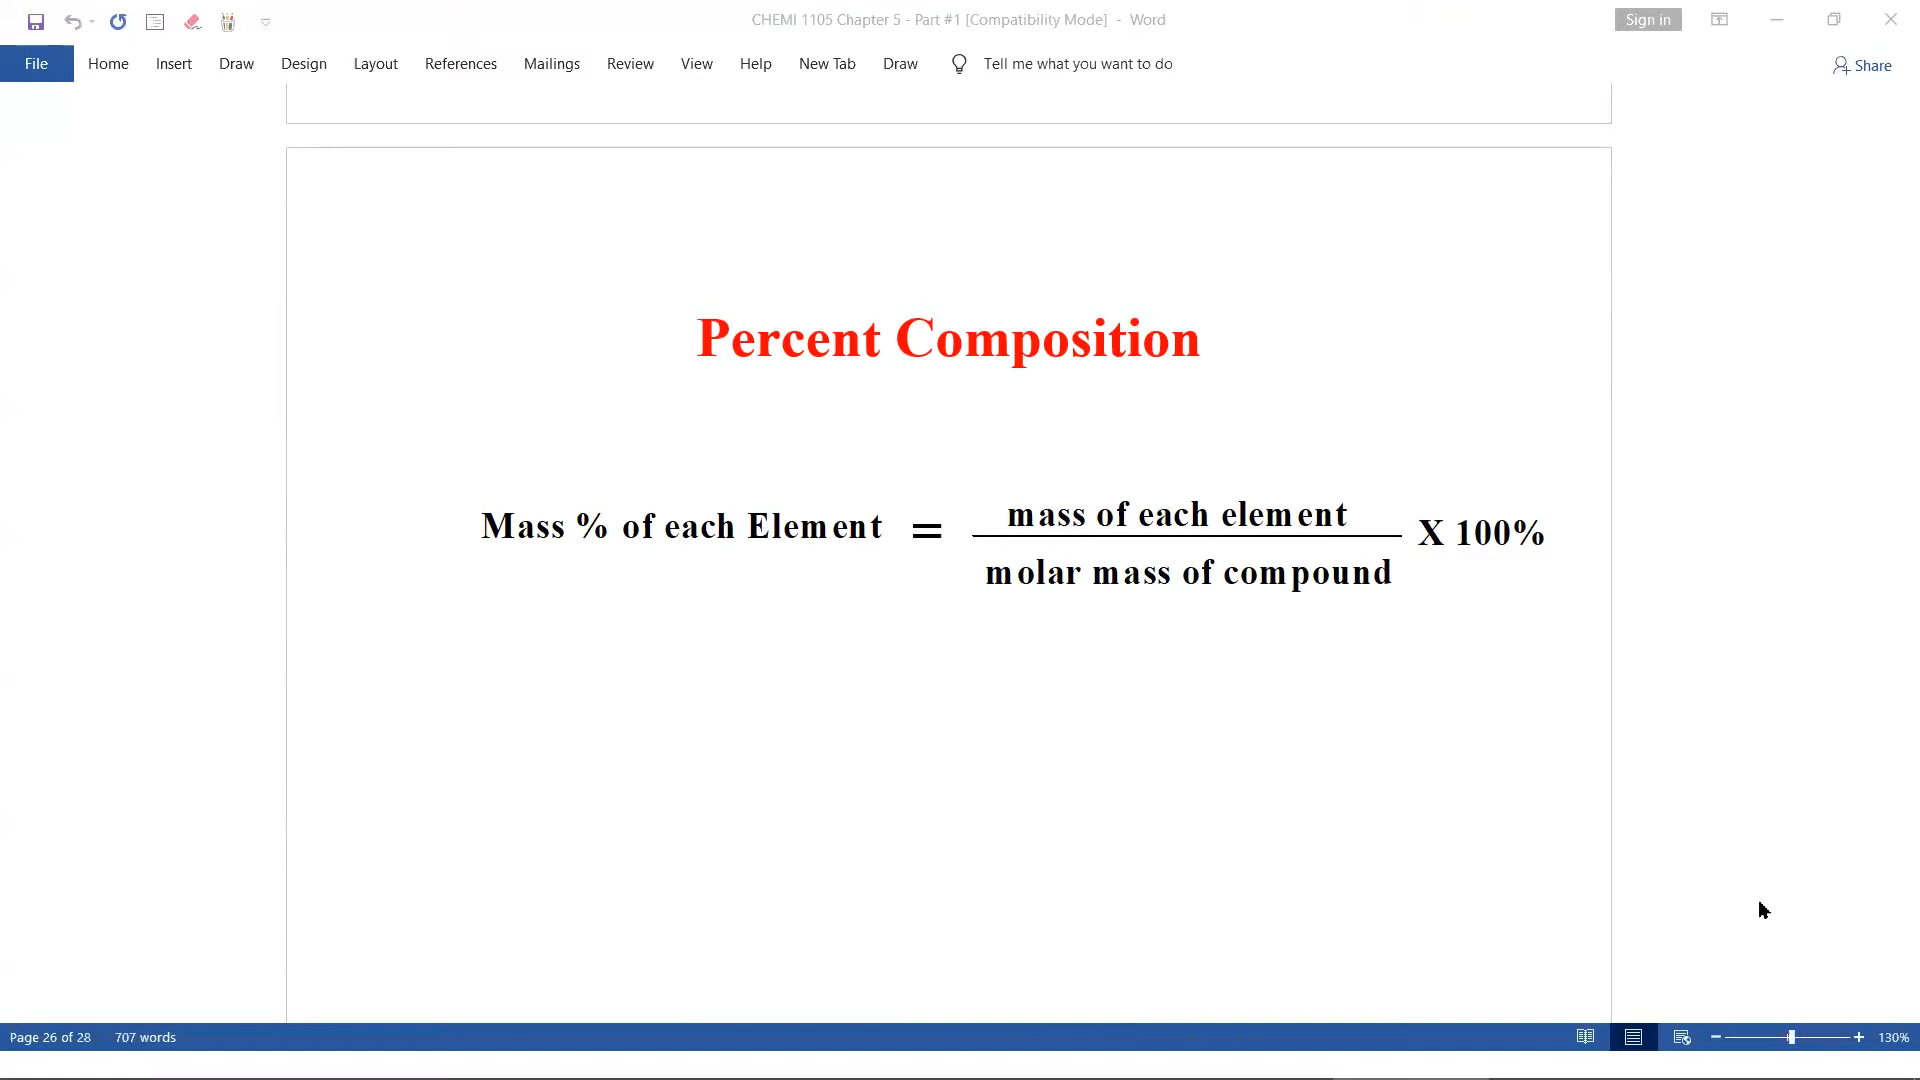 CHEMI 1105 Chapter 5 - Part #1 [Compatibility Mode] - Word
Sign in
File Home Insert Draw Design Layout References Mailings Review View Help New Tab Draw Tell me what you want to do
Share
Percent Composition
Mass % of each Element = mass of each element X 100%
molar mass of compound
Page 26 of 28 707 words
130%